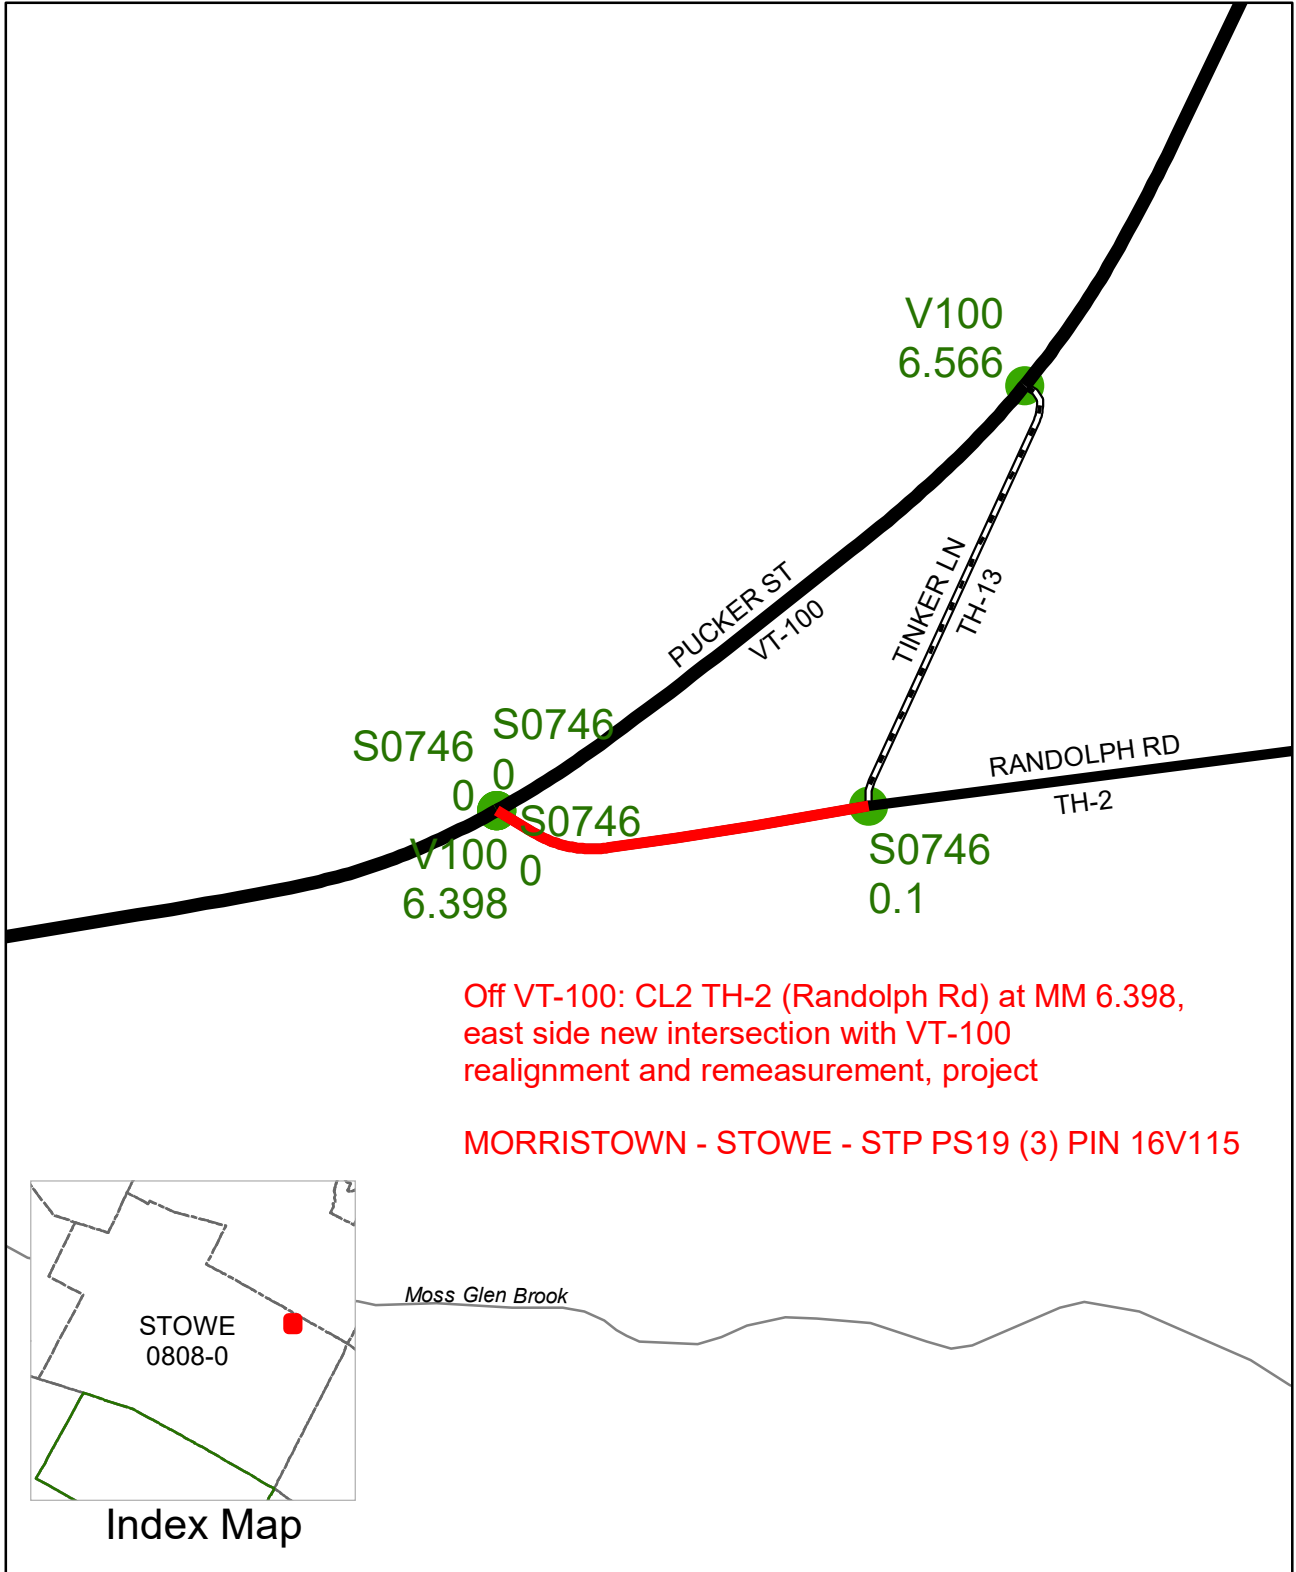 V100
6.566
PUCKER ST
VT-100
TINKER LN
TH-13
S0746
0
S0746
0
S0746
0
V100
6.398
RANDOLPH RD
TH-2
S0746
0.1
Off VT-100: CL2 TH-2 (Randolph Rd) at MM 6.398,
east side new intersection with VT-100
realignment and remeasurement, project
MORRISTOWN - STOWE - STP PS19 (3) PIN 16V115
Moss Glen Brook
STOWE
0808-0
Index Map